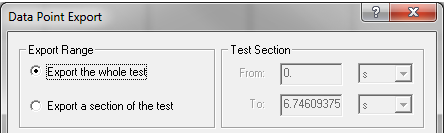 Data Point Export
Export Range
Export the whole test
Export a section of the test
Test Section
From: 0. s
To: 6.74609375 s